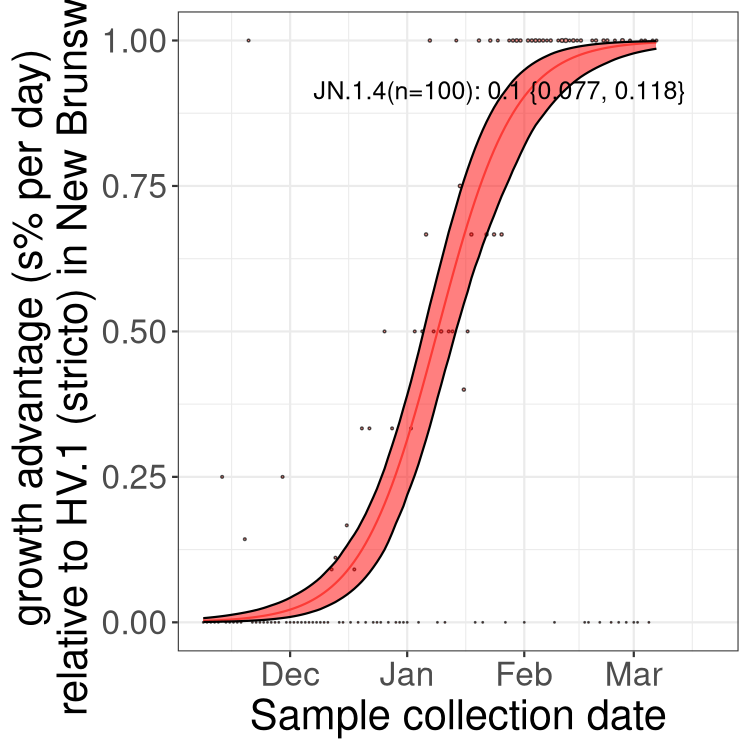 growth advantage (s% per day)
relative to HV.1 (stricto) in New Brunsw
1.00
0.75
0.50
0.25
0.00
JN.1.4(n=100): 0.1 {0.077, 0.118}
Dec Jan Feb Mar
Sample collection date